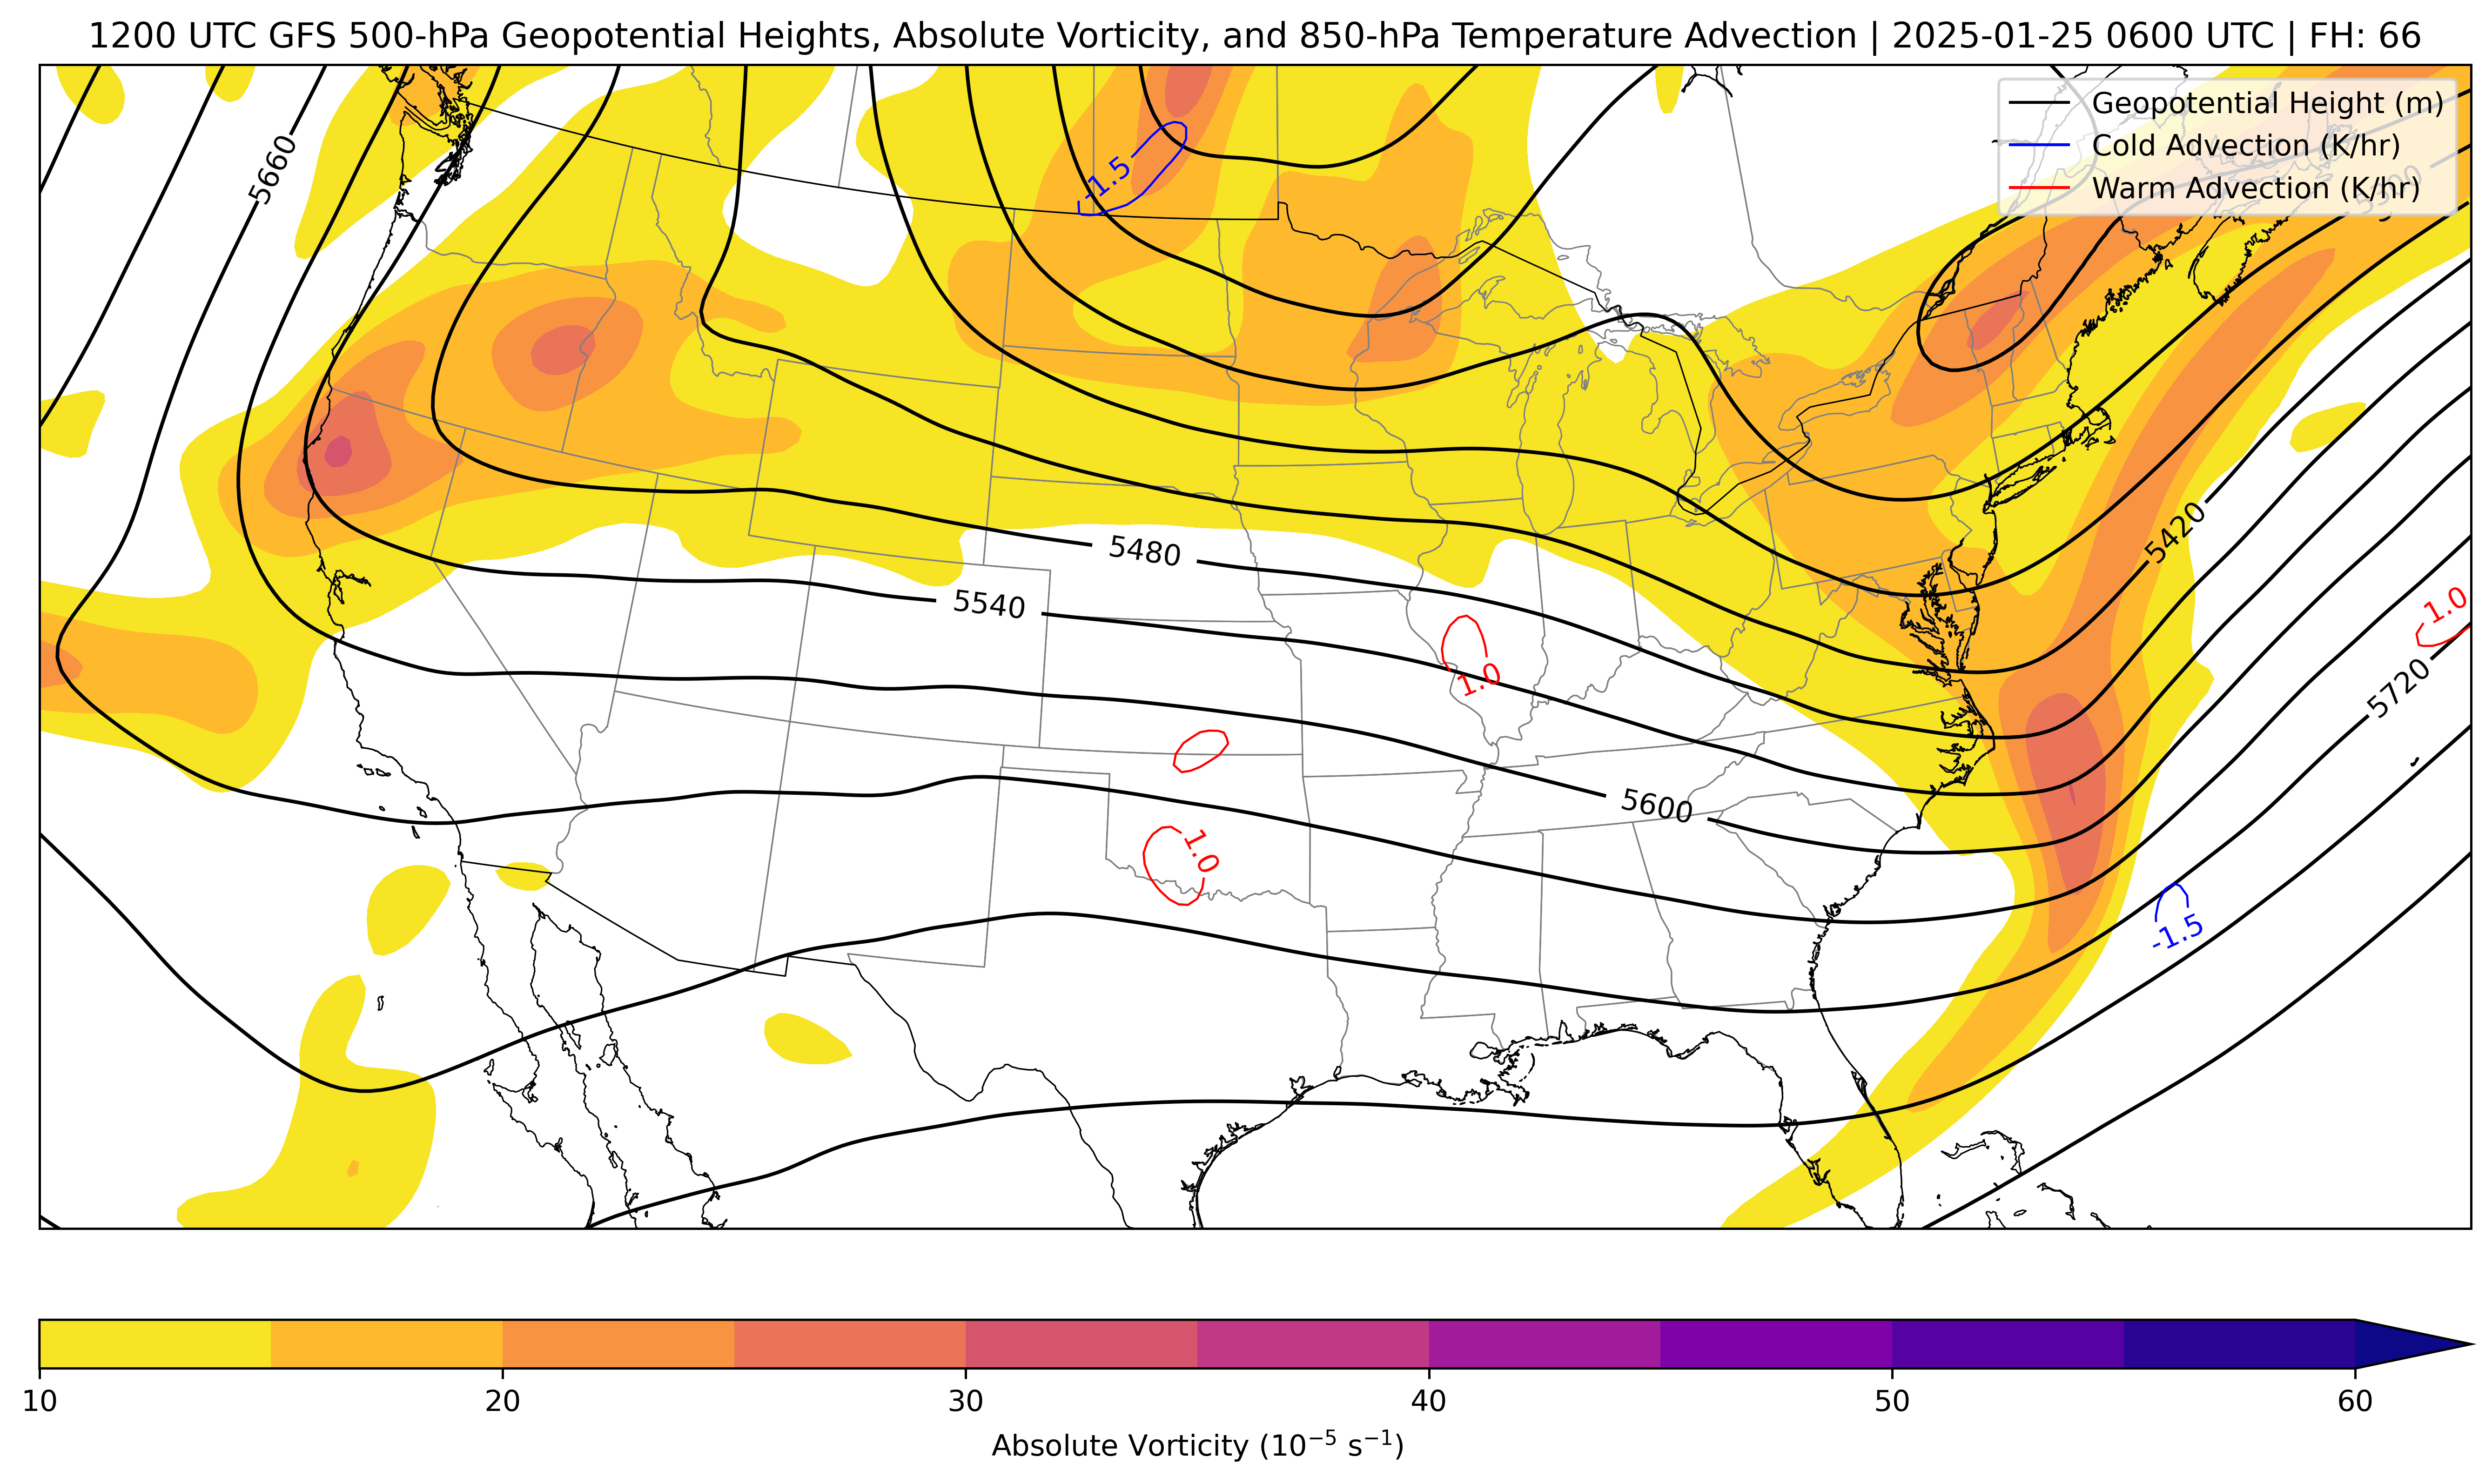 1200 UTC GFS 500-hPa Geopotential Heights, Absolute Vorticity, and 850-hPa Temperature Advection | 2025-01-25 0600 UTC | FH: 66
Geopotential Height (m)
Cold Advection (K/hr)
Warm Advection (K/hr)
5660
-1.5
5420
5480
5540
1.0
1.0
5720
5600
1.0
-1.5
10 20 30 40 50 60
Absolute Vorticity (10⁻⁵ s⁻¹)